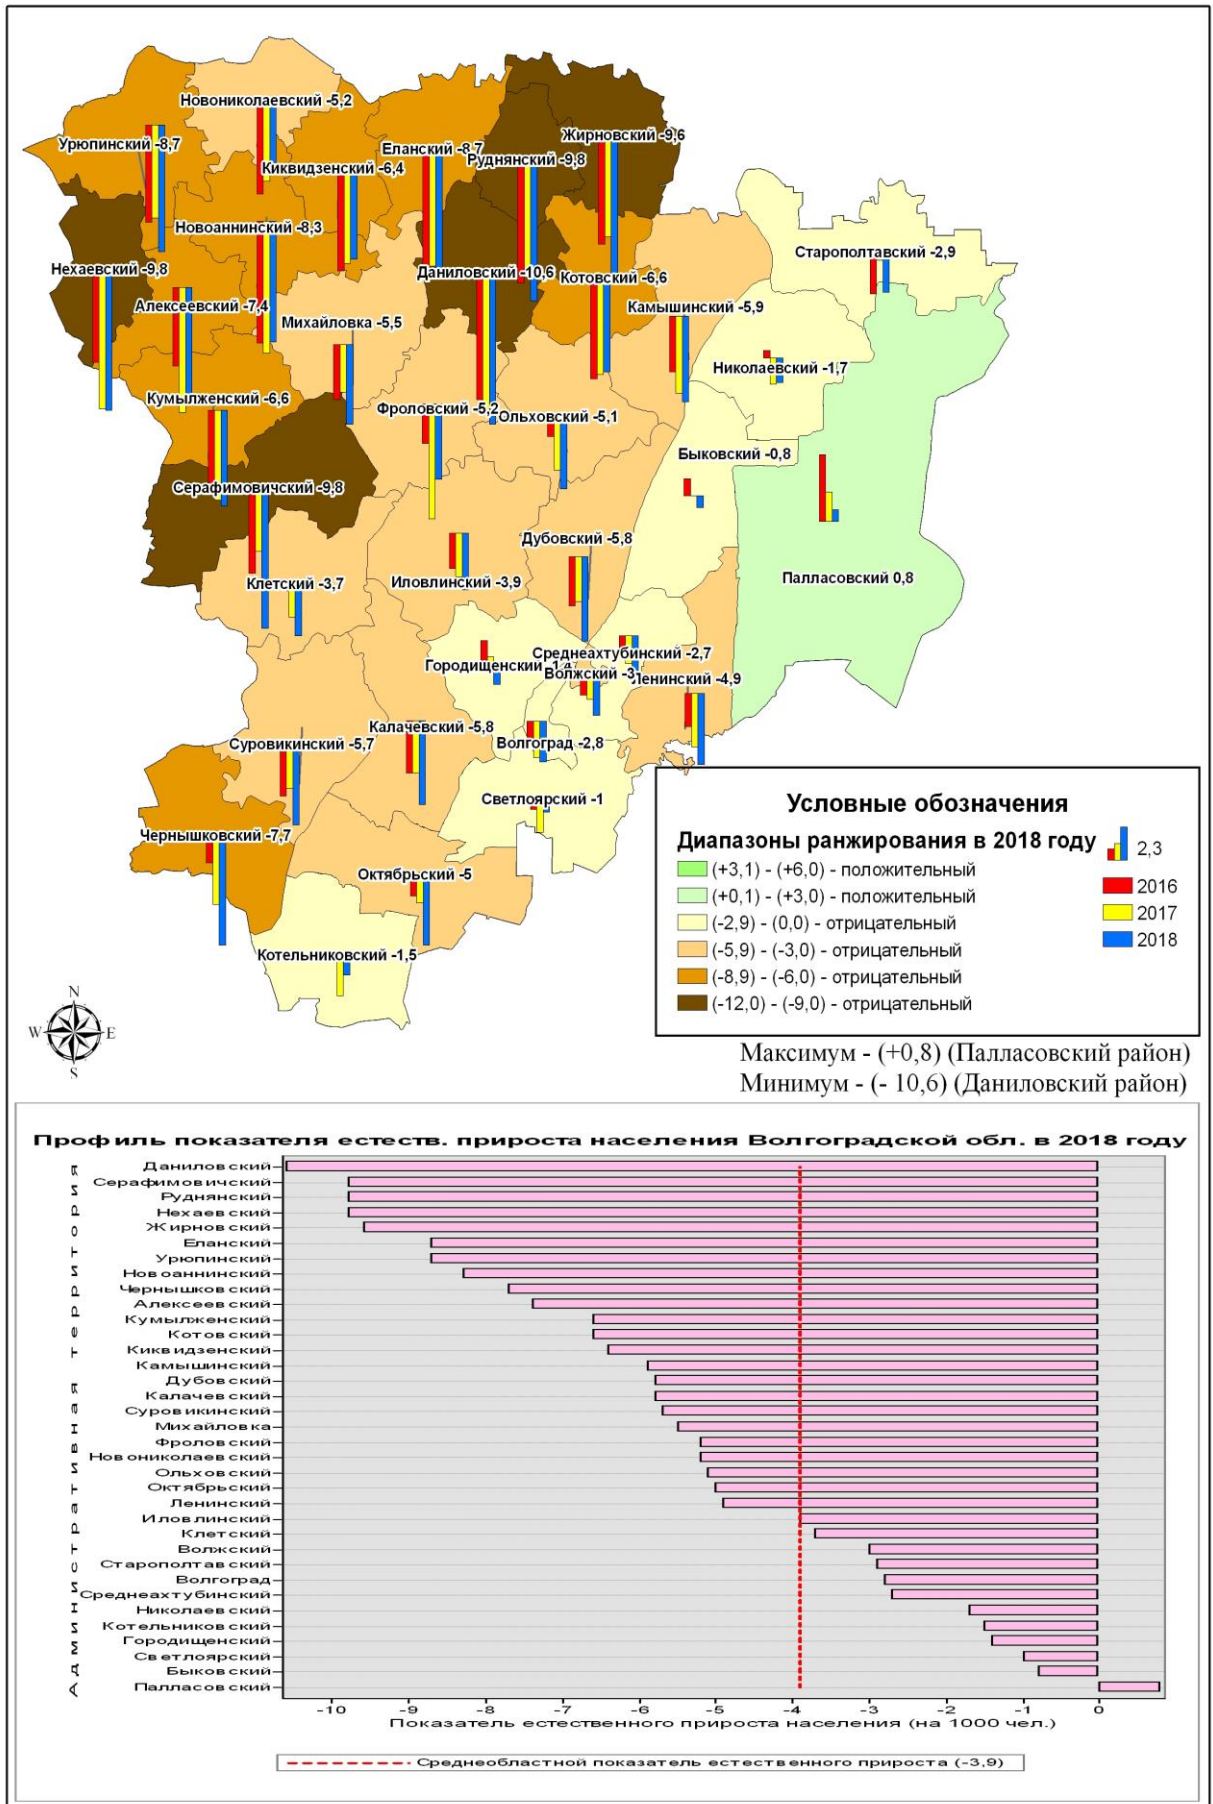 Новониколаевский -5,2
Урюпинский -8,7
Жирновский -9,6
Еланский -8,7
Руднянский -9,8
Киквидзенский -6,4
Новоаннинский -8,3
Старополтавский -2,9
Нехаевский -9,8
Даниловский -10,6
Котовский -6,6
Алексеевский -7,4
Камышинский -5,9
Михайловка -5,5
Николаевский -1,7
Кумылженский -6,6
Фроловский -5,2
Ольховский -5,1
Быковский -0,8
Серафимовичский -9,8
Дубовский -5,8
Палласовский 0,8
Клетский -3,7
Иловлинский -3,9
Среднеахтубинский -2,7
Городищенский -1,4
Волжский -3
Ленинский -4,9
Калачевский -5,8
Суровикинский -5,7
Волгоград -2,8
Светлоярский -1
Чернышковский -7,7
Октябрьский -5
Котельниковский -1,5
Условные обозначения
Диапазоны ранжирования в 2018 году
2,3
(+3,1) - (+6,0) - положительный
(+0,1) - (+3,0) - положительный
(-2,9) - (0,0) - отрицательный
(-5,9) - (-3,0) - отрицательный
(-8,9) - (-6,0) - отрицательный
(-12,0) - (-9,0) - отрицательный
2016
2017
2018
N
W
E
S
Максимум - (+0,8) (Палласовский район)
Минимум - (- 10,6) (Даниловский район)
Профиль показателя естеств. прироста населения Волгоградской обл. в 2018 году
Административная территория
Даниловский
Серафимовичский
Руднянский
Нехаевский
Жирновский
Еланский
Урюпинский
Новоаннинский
Чернышковский
Алексеевский
Кумылженский
Котовский
Киквидзенский
Камышинский
Дубовский
Калачевский
Суровикинский
Михайловка
Фроловский
Новониколаевский
Ольховский
Октябрьский
Ленинский
Иловлинский
Клетский
Волжский
Старополтавский
Волгоград
Среднеахтубинский
Николаевский
Котельниковский
Городищенский
Светлоярский
Быковский
Палласовский
-10 -9 -8 -7 -6 -5 -4 -3 -2 -1 0
Показатель естественного прироста населения (на 1000 чел.)
Среднеобластной показатель естественного прироста (-3,9)